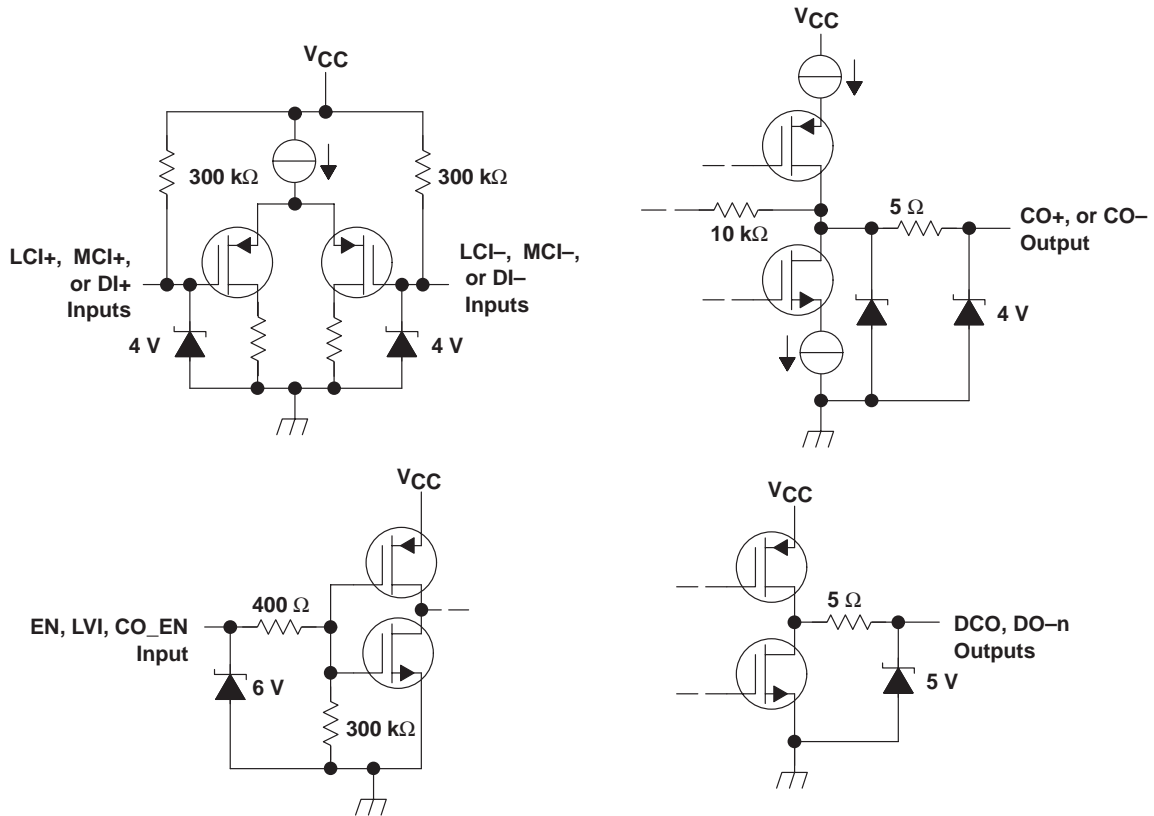 VCC
300 kΩ
300 kΩ
LCI+, MCI+,
or DI+
Inputs
LCI–, MCI–,
or DI–
Inputs
4 V
4 V
VCC
10 kΩ
5 Ω
CO+, or CO–
Output
4 V
VCC
400 Ω
EN, LVI, CO_EN
Input
6 V
300 kΩ
VCC
5 Ω
DCO, DO–n
Outputs
5 V